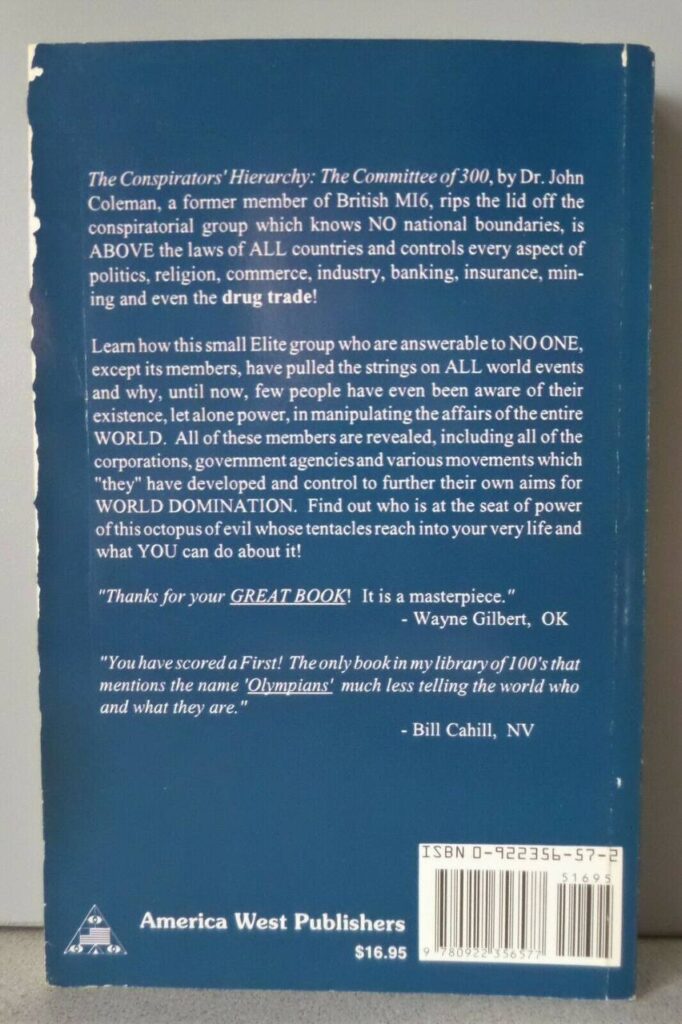 The Conspirators' Hierarchy: The Committee of 300, by Dr. John
Coleman, a former member of British MI6, rips the lid off the
conspiratorial group which knows NO national boundaries, is
ABOVE the laws of ALL countries and controls every aspect of
politics, religion, commerce, industry, banking, insurance, min-
ing and even the drug trade!
Learn how this small Elite group who are answerable to NO ONE,
except its members, have pulled the strings on ALL world events
and why, until now, few people have even been aware of their
existence, let alone power, in manipulating the affairs of the entire
WORLD. All of these members are revealed, including all of the
corporations, government agencies and various movements which
"they" have developed and control to further their own aims for
WORLD DOMINATION. Find out who is at the seat of power
of this octopus of evil whose tentacles reach into your very life and
what YOU can do about it!
"Thanks for your GREAT BOOK! It is a masterpiece."
- Wayne Gilbert, OK
"You have scored a First! The only book in my library of 100's that
mentions the name 'Olympians' much less telling the world who
and what they are."
- Bill Cahill, NV
ISBN 0-922356-57-2
51695
9 780922 356577
America West Publishers
$16.95